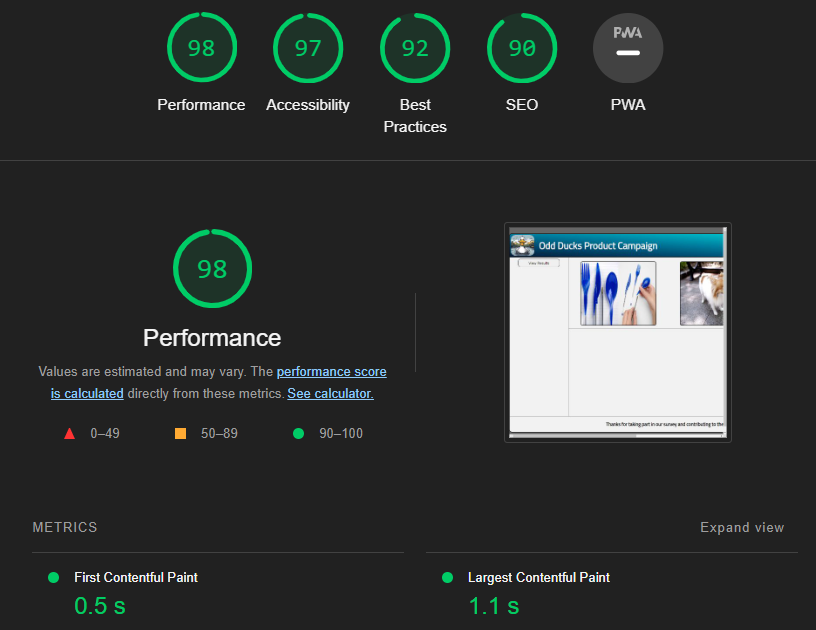 98
97
92
90
PWA
Performance
Accessibility
Best
Practices
SEO
PWA
98
Performance
Values are estimated and may vary. The performance score
is calculated directly from these metrics. See calculator.
0–49
50–89
90–100
Odd Ducks Product Campaign
View Results
Thanks for taking part in our survey and contributing to the
METRICS
Expand view
First Contentful Paint
0.5 s
Largest Contentful Paint
1.1 s